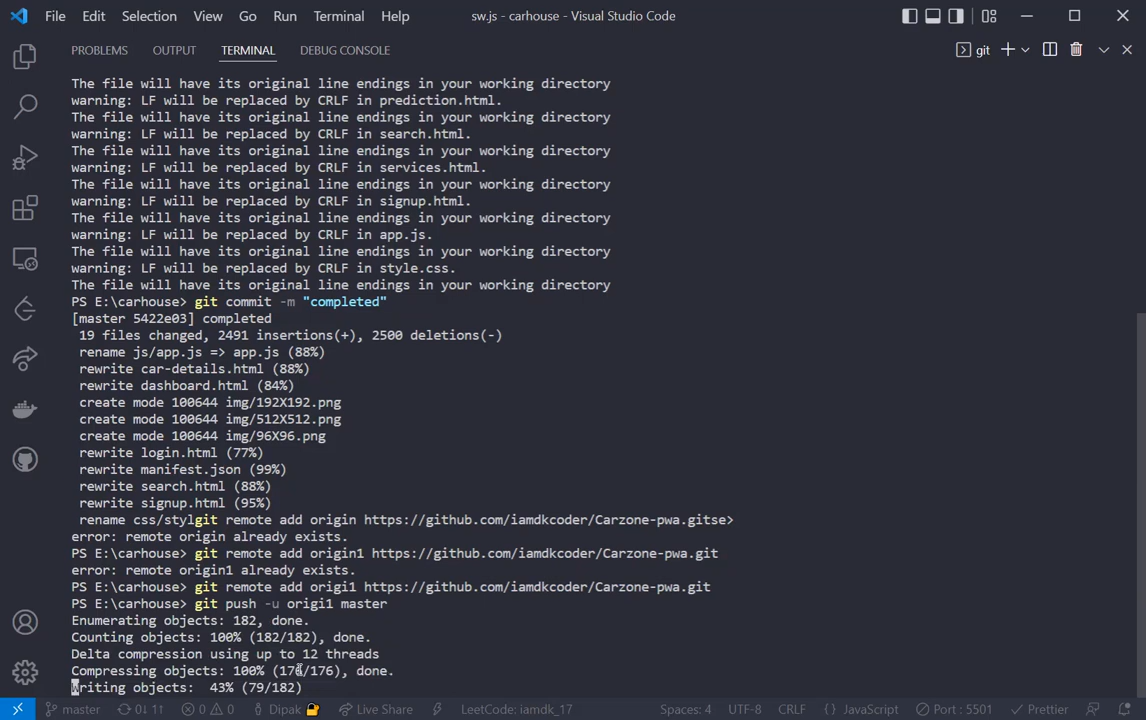 File Edit Selection View Go Run Terminal Help sw.js - carhouse - Visual Studio Code
PROBLEMS OUTPUT TERMINAL DEBUG CONSOLE git
The file will have its original line endings in your working directory
warning: LF will be replaced by CRLF in prediction.html.
The file will have its original line endings in your working directory
warning: LF will be replaced by CRLF in search.html.
The file will have its original line endings in your working directory
warning: LF will be replaced by CRLF in services.html.
The file will have its original line endings in your working directory
warning: LF will be replaced by CRLF in signup.html.
The file will have its original line endings in your working directory
warning: LF will be replaced by CRLF in app.js.
The file will have its original line endings in your working directory
warning: LF will be replaced by CRLF in style.css.
The file will have its original line endings in your working directory
PS E:\carhouse> git commit -m "completed"
[master 5422e03] completed
19 files changed, 2491 insertions(+), 2500 deletions(-)
rename js/app.js => app.js (88%)
rewrite car-details.html (88%)
rewrite dashboard.html (84%)
create mode 100644 img/192X192.png
create mode 100644 img/512X512.png
create mode 100644 img/96X96.png
rewrite login.html (77%)
rewrite manifest.json (99%)
rewrite search.html (88%)
rewrite signup.html (95%)
rename css/stylgit remote add origin https://github.com/iamdkcoder/Carzone-pwa.gitse>
error: remote origin already exists.
PS E:\carhouse> git remote add origin1 https://github.com/iamdkcoder/Carzone-pwa.git
error: remote origin1 already exists.
PS E:\carhouse> git remote add origi1 https://github.com/iamdkcoder/Carzone-pwa.git
PS E:\carhouse> git push -u origi1 master
Enumerating objects: 182, done.
Counting objects: 100% (182/182), done.
Delta compression using up to 12 threads
Compressing objects: 100% (176/176), done.
Writing objects: 43% (79/182)
master 0↓ 11↑ 0 0 Dipak Live Share LeetCode: iamdk_17 Spaces: 4 UTF-8 CRLF {} JavaScript Port : 5501 Prettier